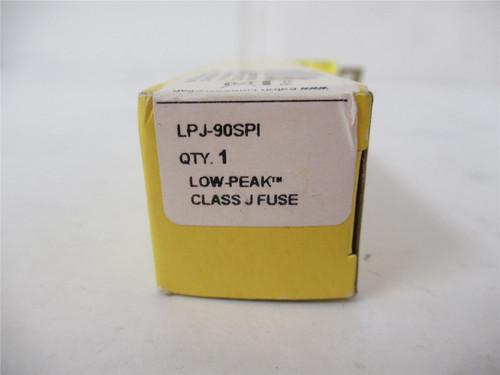 LPJ-90SPI
QTY. 1
LOW-PEAK™
CLASS J FUSE